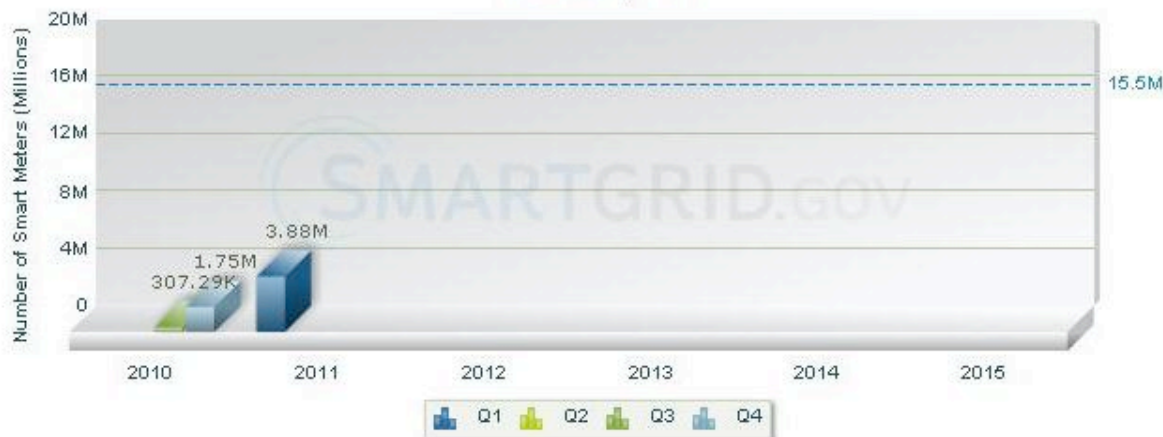 Number of Smart Meters (Millions)
20M
16M
15.5M
12M
8M
4M
0
SMARTGRID.GOV
307.29K
1.75M
3.88M
2010 2011 2012 2013 2014 2015
Q1 Q2 Q3 Q4